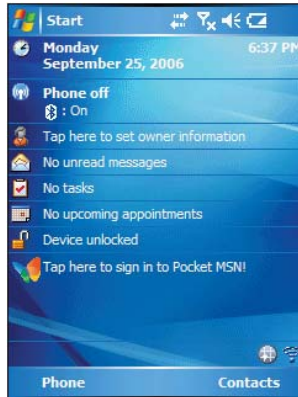 Start
Monday 6:37 PM
September 25, 2006
Phone off
: On
Tap here to set owner information
No unread messages
No tasks
No upcoming appointments
Device unlocked
Tap here to sign in to Pocket MSN!
Phone Contacts